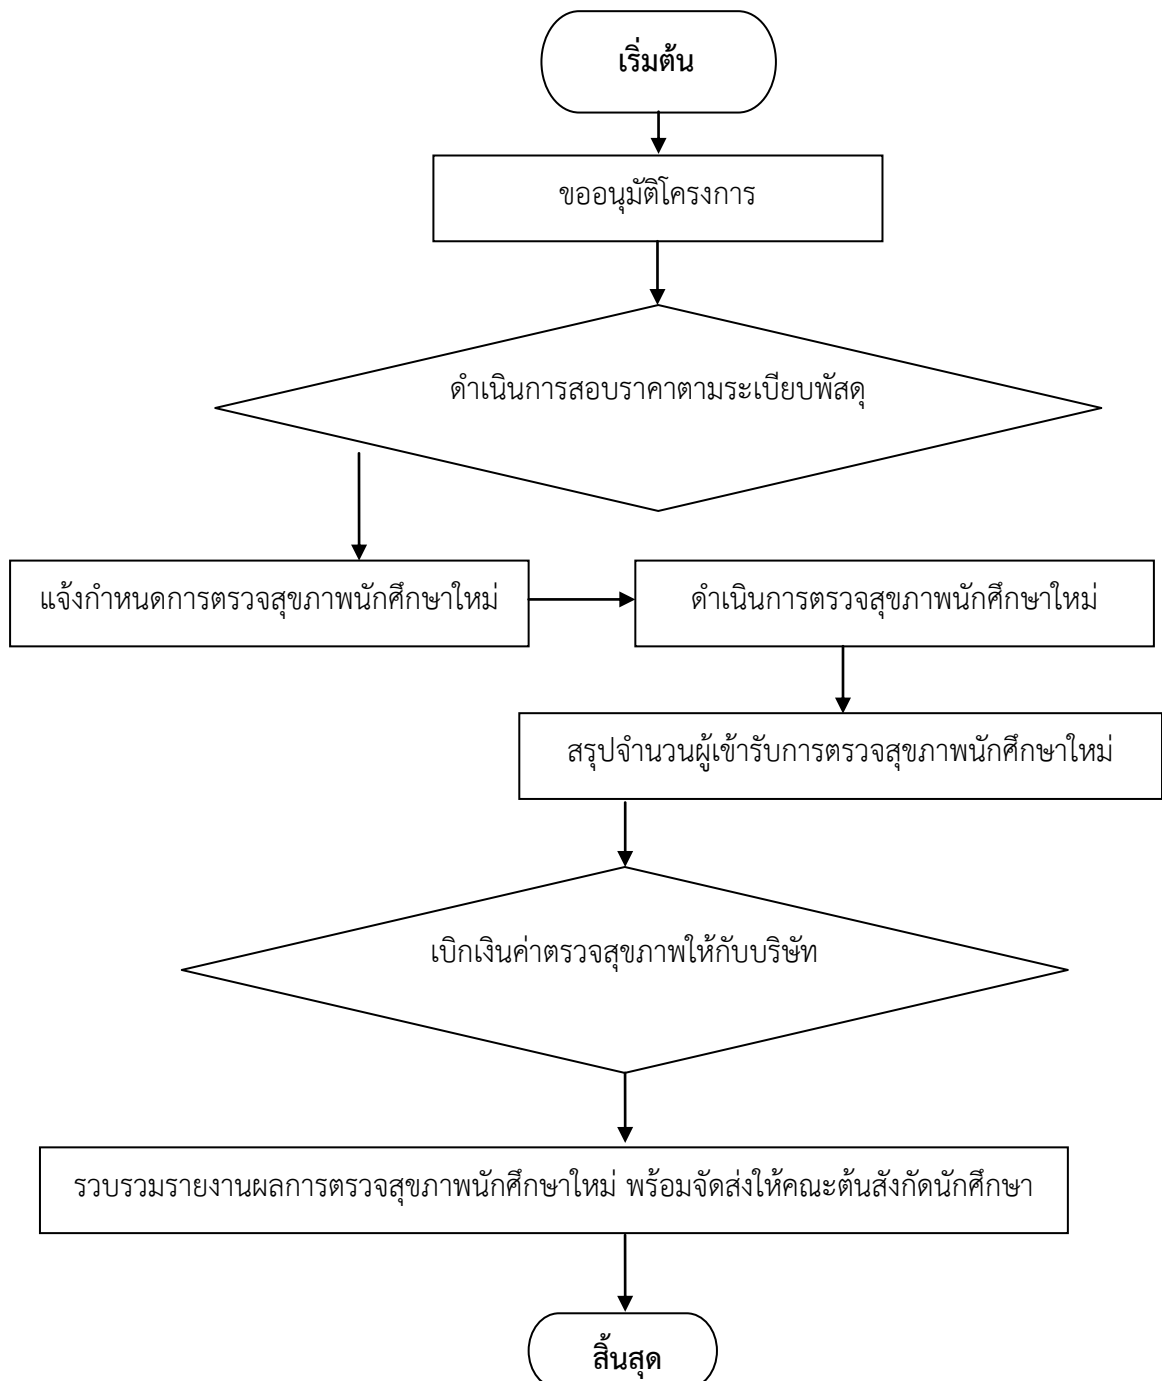 เริ่มต้น
ขออนุมัติโครงการ
ดำเนินการสอบราคาตามระเบียบพัสดุ
แจ้งกำหนดการตรวจสุขภาพนักศึกษาใหม่
ดำเนินการตรวจสุขภาพนักศึกษาใหม่
สรุปจำนวนผู้เข้ารับการตรวจสุขภาพนักศึกษาใหม่
เบิกเงินค่าตรวจสุขภาพให้กับบริษัท
รวบรวมรายงานผลการตรวจสุขภาพนักศึกษาใหม่ พร้อมจัดส่งให้คณะต้นสังกัดนักศึกษา
สิ้นสุด